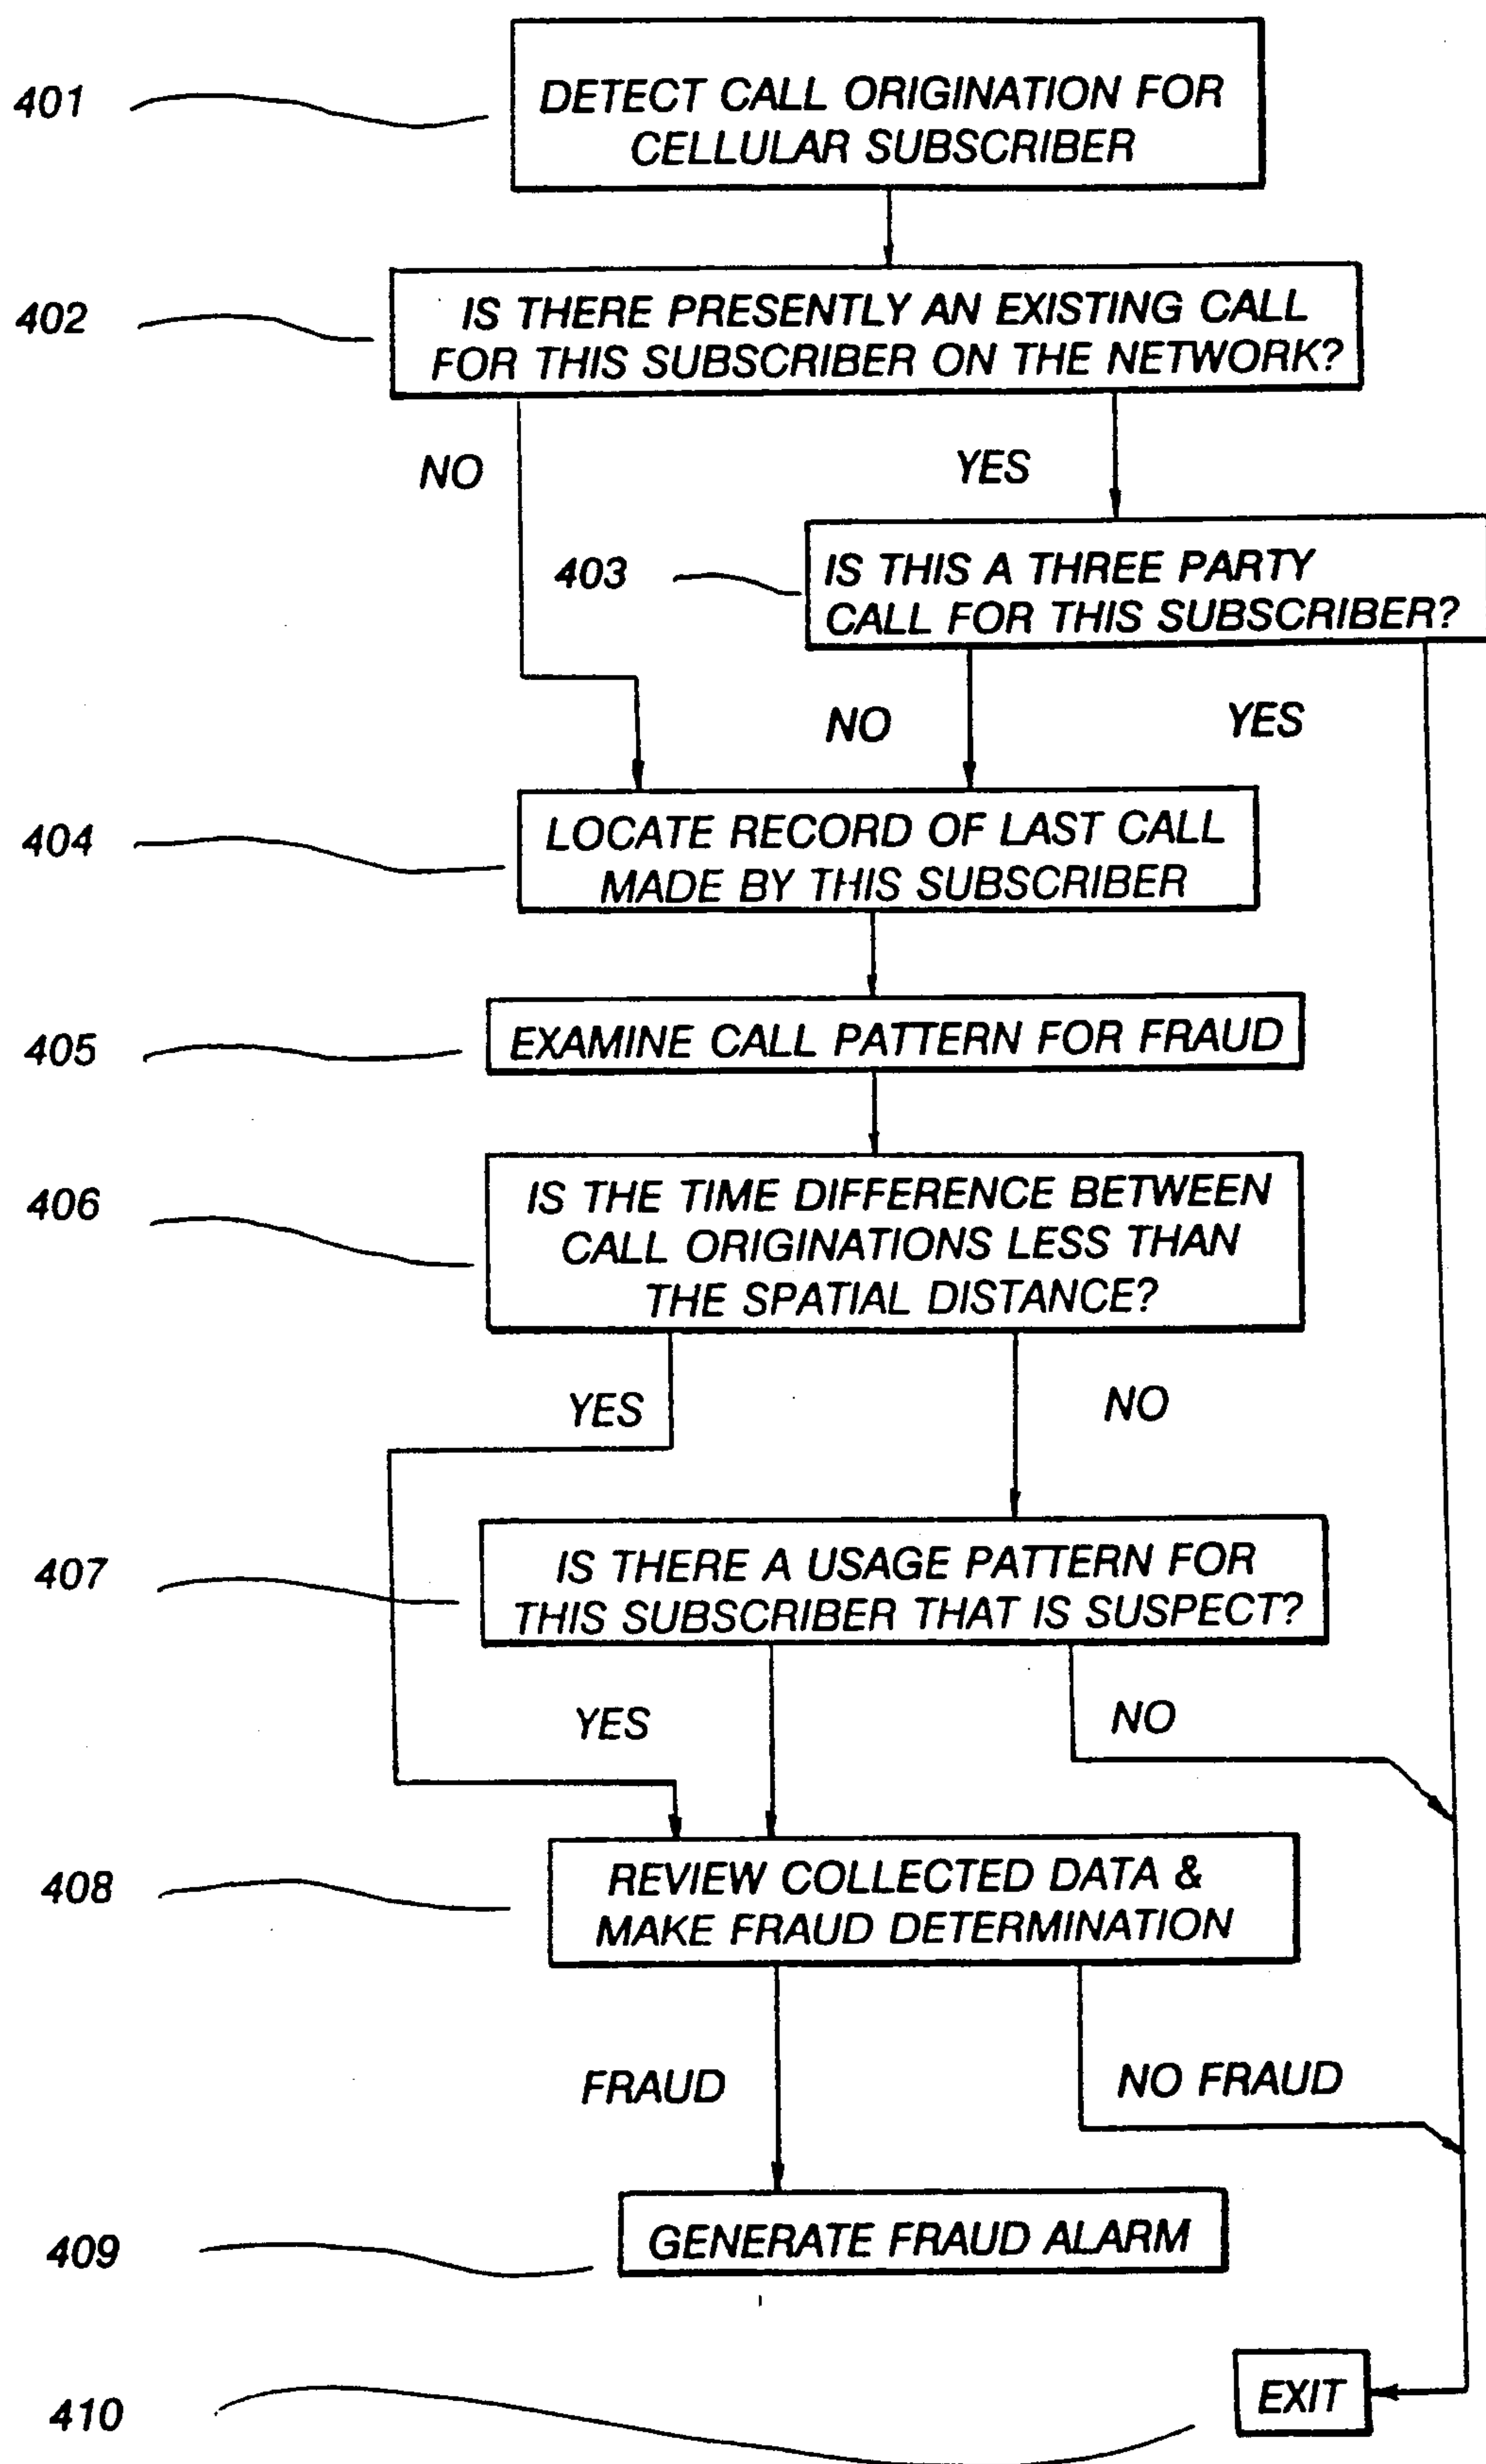 401
DETECT CALL ORIGINATION FOR
CELLULAR SUBSCRIBER
402
IS THERE PRESENTLY AN EXISTING CALL
FOR THIS SUBSCRIBER ON THE NETWORK?
NO
YES
403
IS THIS A THREE PARTY
CALL FOR THIS SUBSCRIBER?
NO
YES
404
LOCATE RECORD OF LAST CALL
MADE BY THIS SUBSCRIBER
405
EXAMINE CALL PATTERN FOR FRAUD
406
IS THE TIME DIFFERENCE BETWEEN
CALL ORIGINATIONS LESS THAN
THE SPATIAL DISTANCE?
YES
NO
407
IS THERE A USAGE PATTERN FOR
THIS SUBSCRIBER THAT IS SUSPECT?
YES
NO
408
REVIEW COLLECTED DATA &
MAKE FRAUD DETERMINATION
FRAUD
NO FRAUD
409
GENERATE FRAUD ALARM
410
EXIT